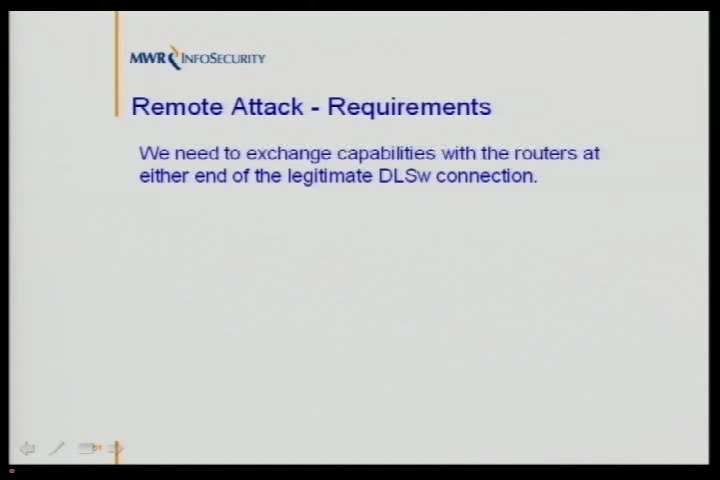 MWR INFOSECURITY
Remote Attack - Requirements
We need to exchange capabilities with the routers at
either end of the legitimate DLSw connection.
51